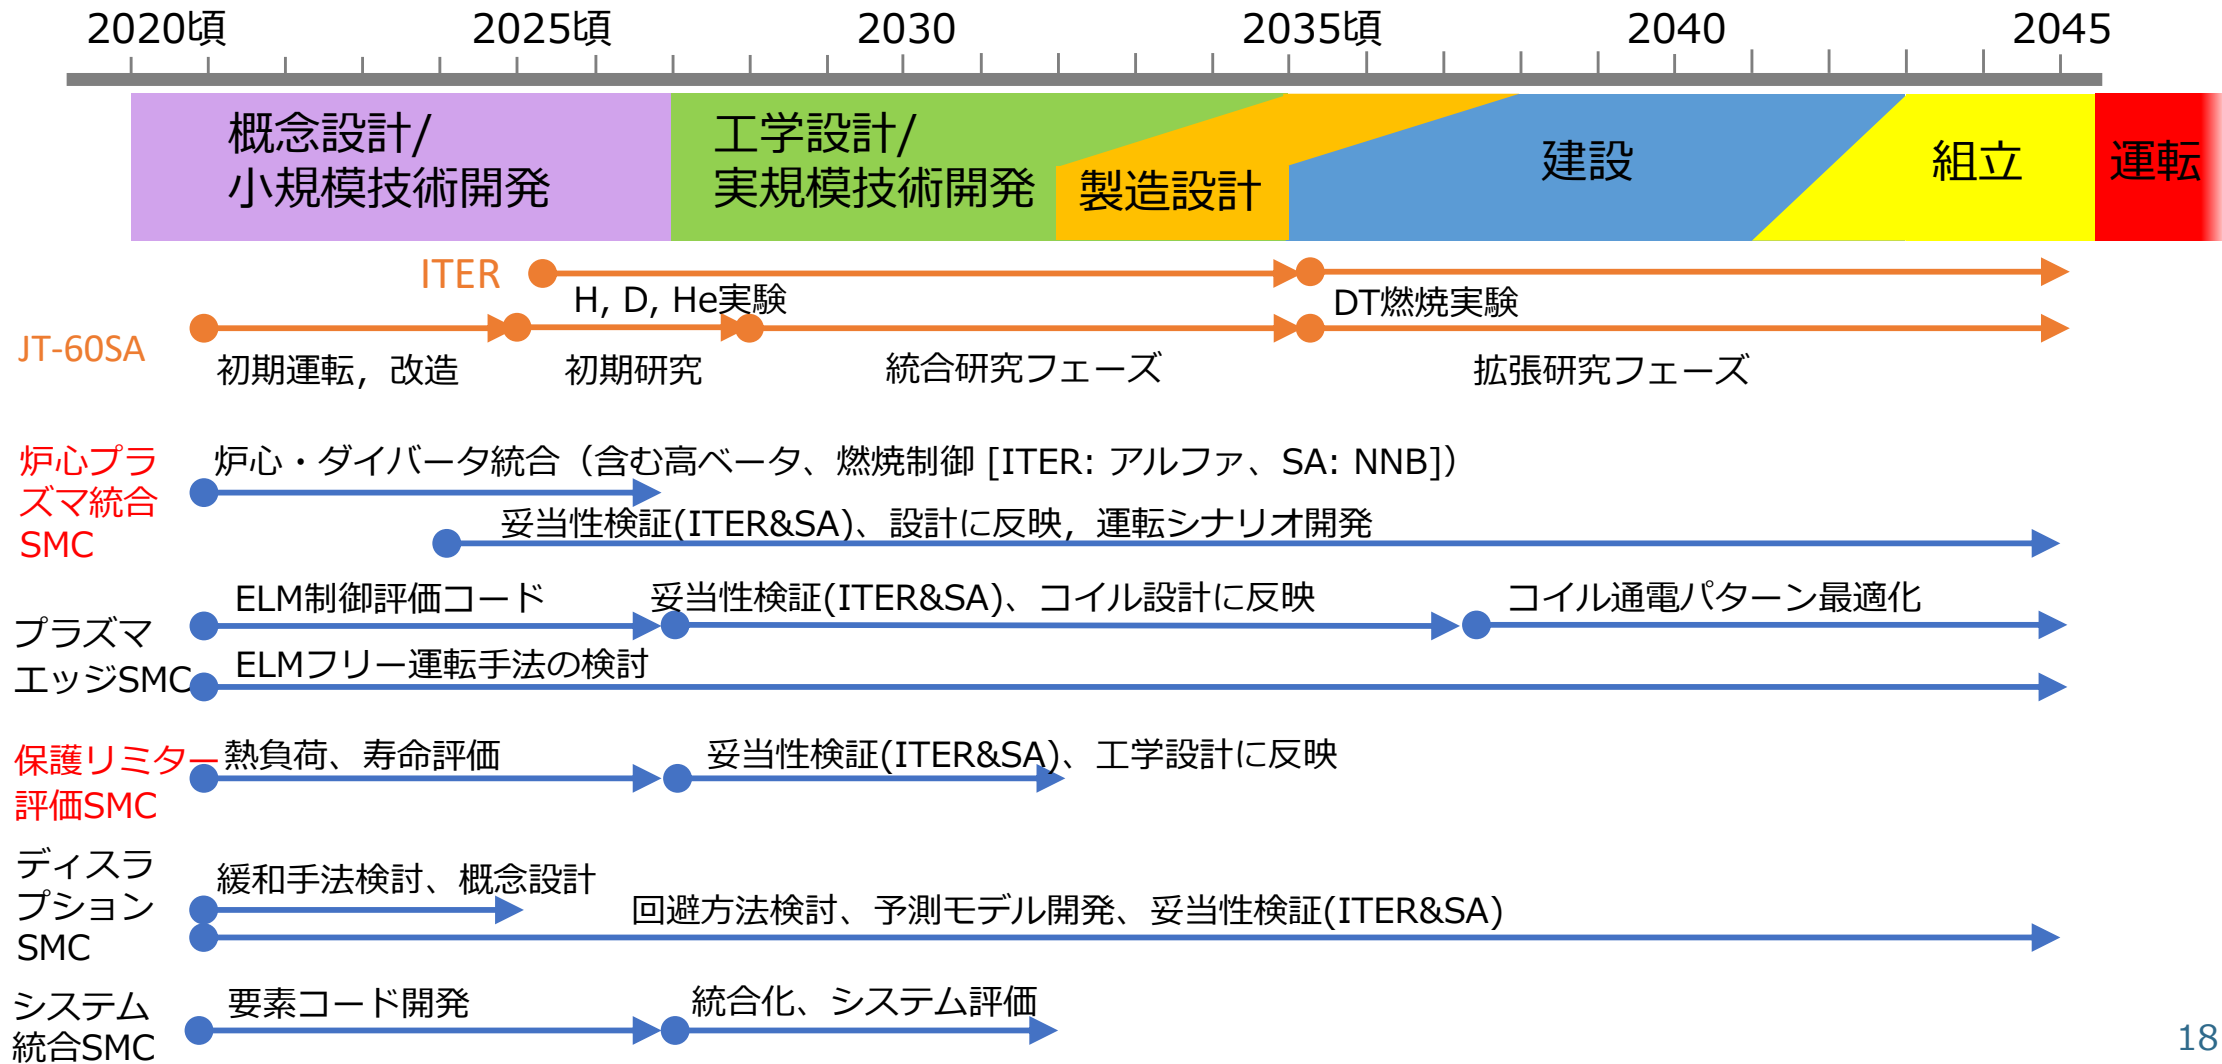 2020頃 2025頃 2030 2035頃 2040 2045
概念設計/
小規模技術開発
工学設計/
実規模技術開発
製造設計
建設
組立
運転
ITER
H, D, He実験
DT燃焼実験
JT-60SA
初期運転，改造
初期研究
統合研究フェーズ
拡張研究フェーズ
炉心プラ
ズマ統合
SMC
炉心・ダイバータ統合（含む高ベータ、燃焼制御 [ITER: アルファ、SA: NNB]）
妥当性検証(ITER&SA)、設計に反映，運転シナリオ開発
プラズマ
エッジSMC
ELM制御評価コード
妥当性検証(ITER&SA)、コイル設計に反映
コイル通電パターン最適化
ELMフリー運転手法の検討
保護リミター
評価SMC
熱負荷、寿命評価
妥当性検証(ITER&SA)、工学設計に反映
ディスラ
プション
SMC
緩和手法検討、概念設計
回避方法検討、予測モデル開発、妥当性検証(ITER&SA)
システム
統合SMC
要素コード開発
統合化、システム評価
18